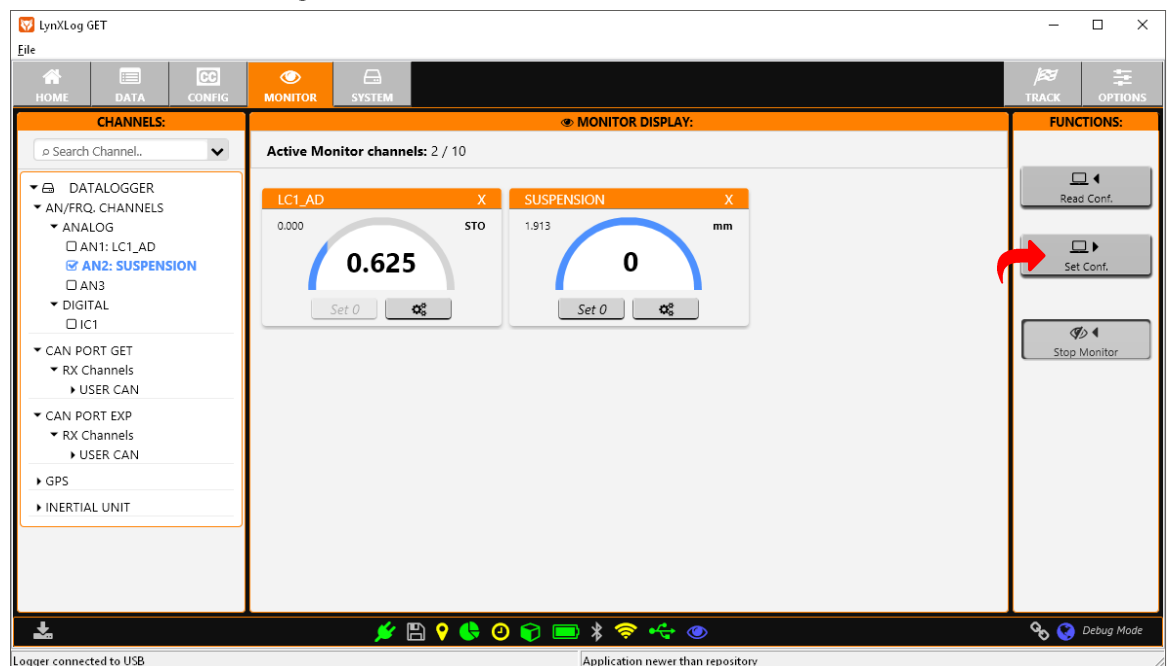 LynXLog GET
File
HOME DATA CONFIG MONITOR SYSTEM TRACK OPTIONS
CHANNELS:
Search Channel..
DATALOGGER
AN/FRQ. CHANNELS
ANALOG
AN1: LC1_AD
AN2: SUSPENSION
AN3
DIGITAL
IC1
CAN PORT GET
RX Channels
USER CAN
CAN PORT EXP
RX Channels
USER CAN
GPS
INERTIAL UNIT
MONITOR DISPLAY:
Active Monitor channels: 2 / 10
LC1_AD X
0.000 STO
0.625
Set 0
SUSPENSION X
1.913 mm
0
Set 0
FUNCTIONS:
Read Conf.
Set Conf.
Stop Monitor
Debug Mode
Logger connected to USB
Application newer than repository